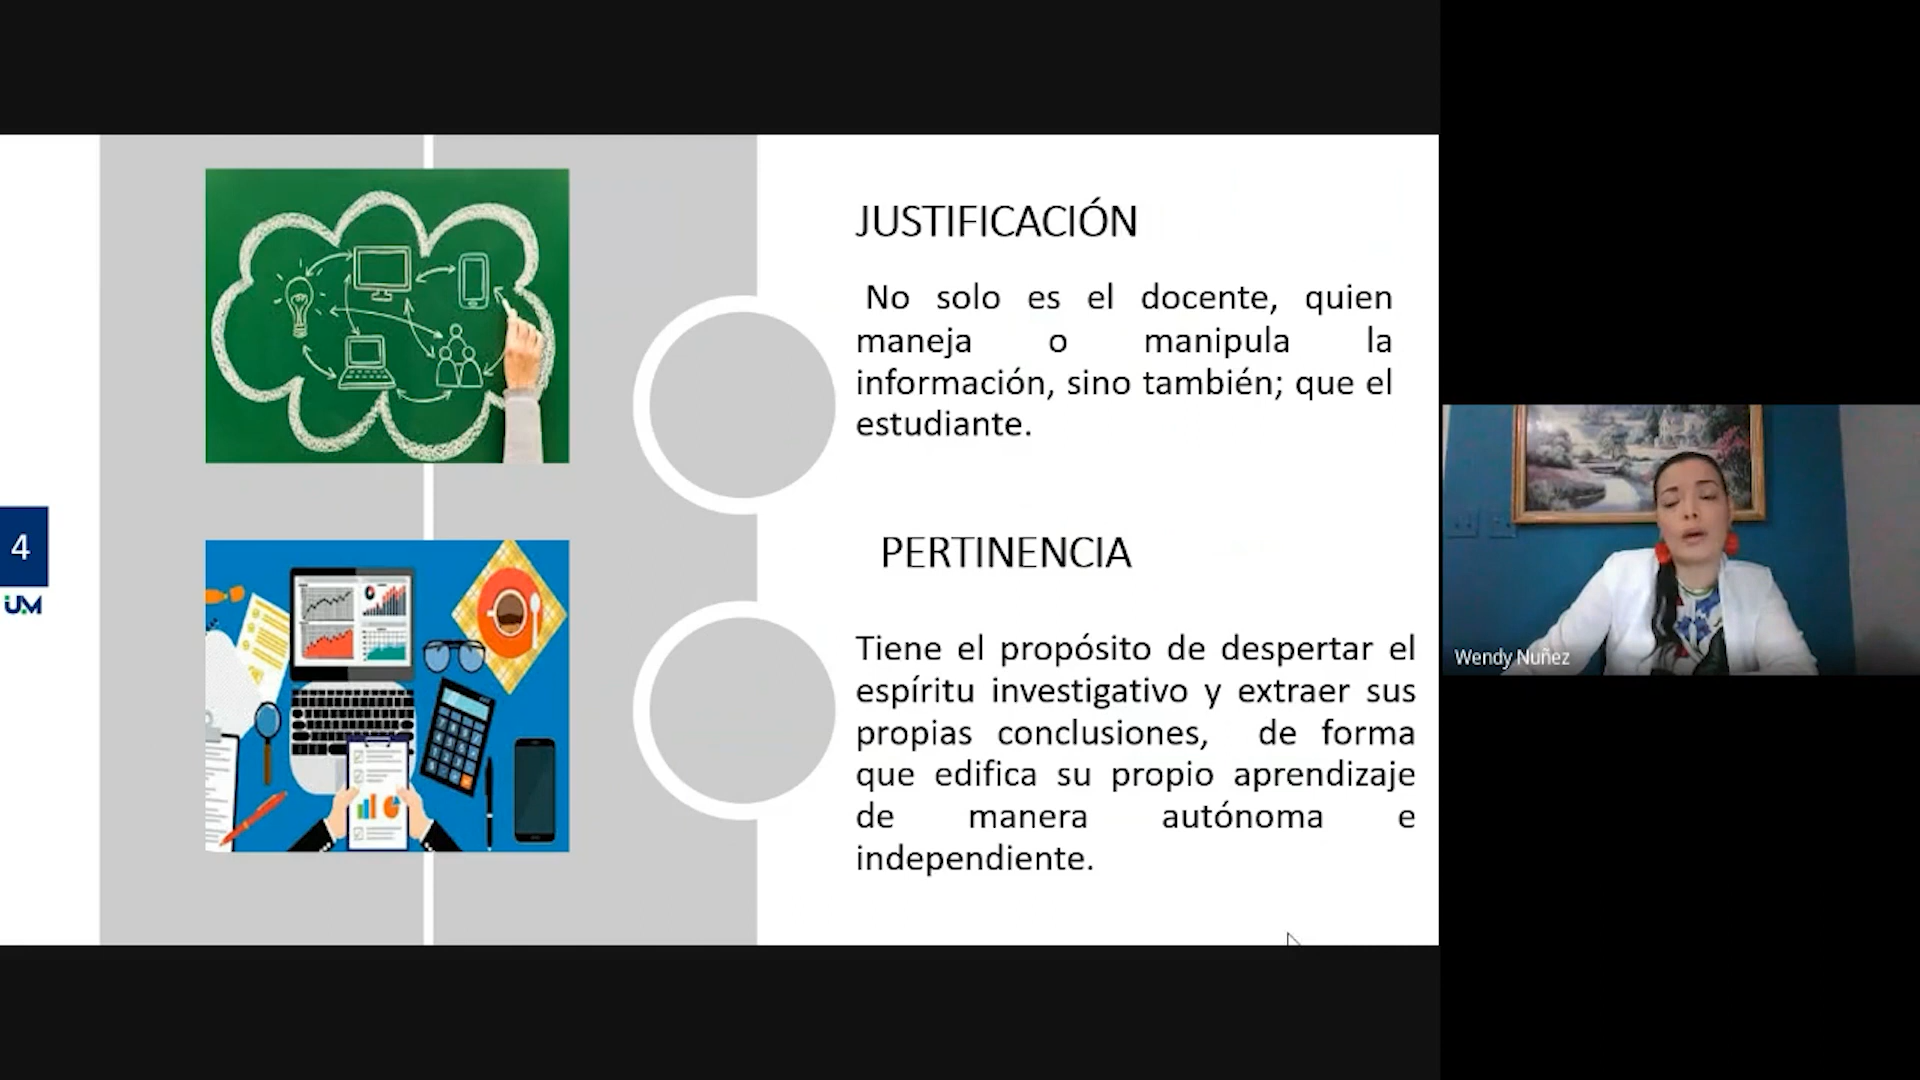 JUSTIFICACIÓN
No solo es el docente, quien
maneja o manipula la
información, sino también; que el
estudiante.
4
UM
PERTINENCIA
Tiene el propósito de despertar el
espíritu investigativo y extraer sus
propias conclusiones, de forma
que edifica su propio aprendizaje
de manera autónoma e
independiente.
Wendy Nuñez